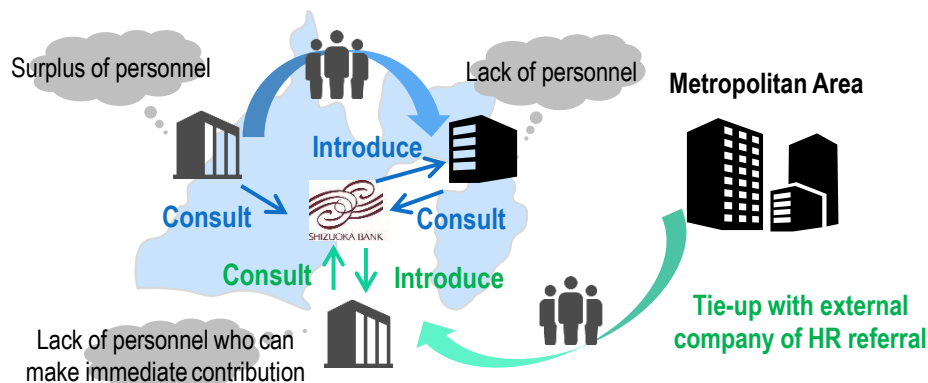 Surplus of personnel
Lack of personnel
Metropolitan Area
Introduce
Consult
Consult
SHIZUOKA BANK
Consult
Introduce
Tie-up with external
company of HR referral
Lack of personnel who can
make immediate contribution